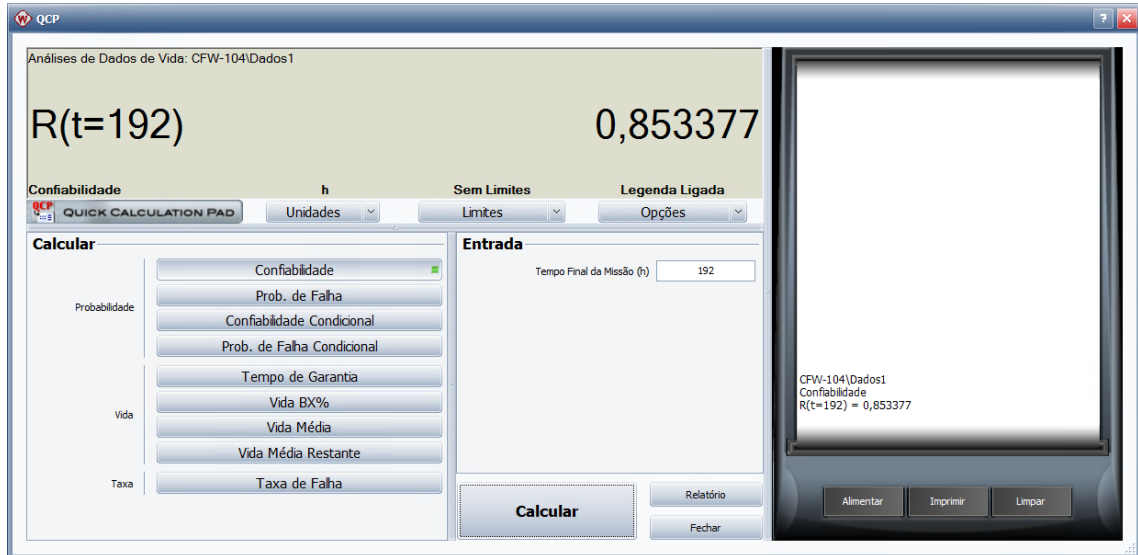 QCP
?
Análises de Dados de Vida: CFW-104\Dados1
R(t=192) 0,853377
Confiabilidade h Sem Limites Legenda Ligada
QCP QUICK CALCULATION PAD Unidades Limites Opções
Calcular
Probabilidade
Confiabilidade
Prob. de Falha
Confiabilidade Condicional
Prob. de Falha Condicional
Vida
Tempo de Garantia
Vida BX%
Vida Média
Vida Média Restante
Taxa
Taxa de Falha
Entrada
Tempo Final da Missão (h) 192
Calcular
Relatório
Fechar
CFW-104\Dados1
Confiabilidade
R(t=192) = 0,853377
Alimentar Imprimir Limpar